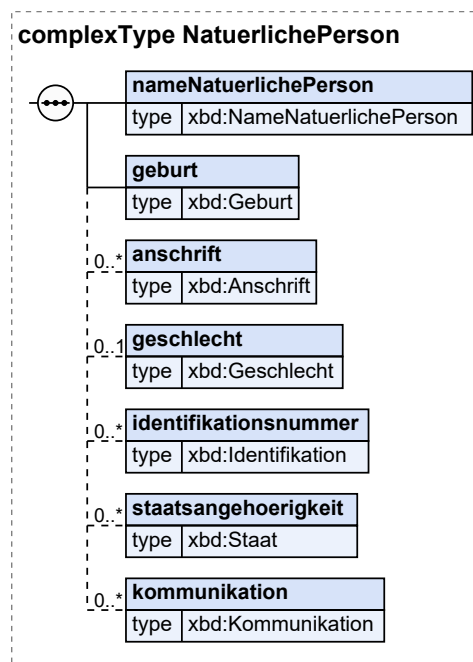 complexType NatuerlichePerson
nameNatuerlichePerson
type xbd:NameNatuerlichePerson
geburt
type xbd:Geburt
0..* anschrift
type xbd:Anschrift
0..1 geschlecht
type xbd:Geschlecht
0..* identifikationsnummer
type xbd:Identifikation
0..* staatsangehoerigkeit
type xbd:Staat
0..* kommunikation
type xbd:Kommunikation